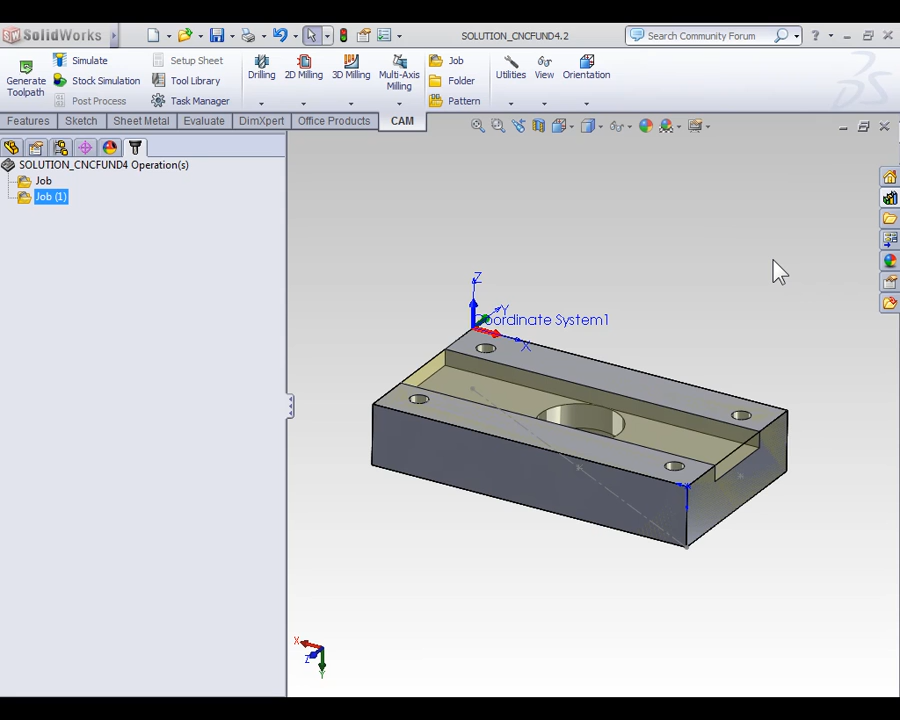 SolidWorks
SOLUTION_CNCFUND4.2
Search Community Forum
?
Generate
Toolpath
Simulate
Stock Simulation
Post Process
Setup Sheet
Tool Library
Task Manager
Drilling
2D Milling
3D Milling
Multi-Axis
Milling
Job
Folder
Pattern
Utilities
View
Orientation
Features
Sketch
Sheet Metal
Evaluate
DimXpert
Office Products
CAM
SOLUTION_CNCFUND4 Operation(s)
Job
Job (1)
Z
Y
Coordinate System1
X
X
Z
Y